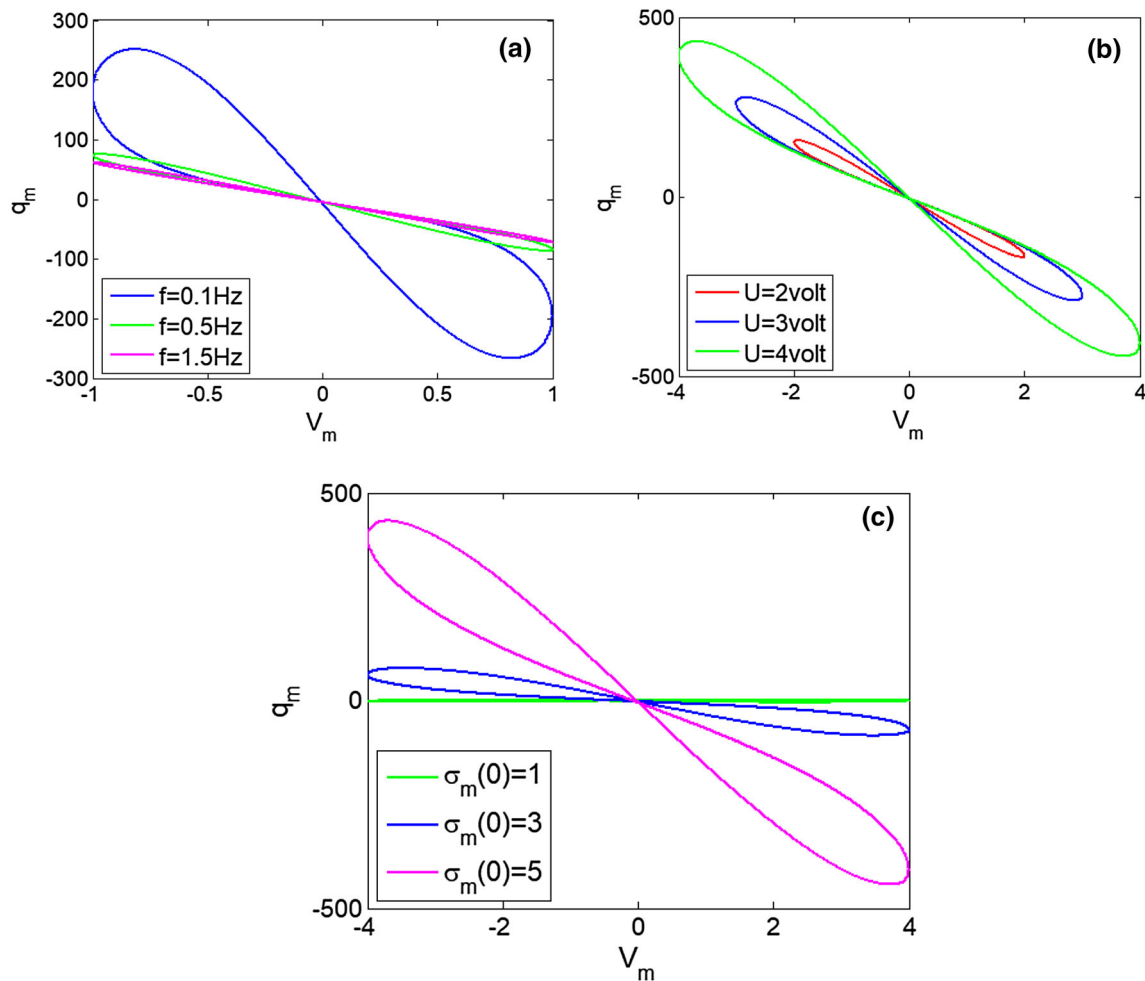 (a)
300
200
100
0
-100
-200
-300
q_m
-1
-0.5
0
0.5
1
V_m
f=0.1Hz
f=0.5Hz
f=1.5Hz
(b)
500
0
-500
q_m
-4
-2
0
2
4
V_m
U=2volt
U=3volt
U=4volt
(c)
500
0
-500
q_m
-4
-2
0
2
4
V_m
σ_m(0)=1
σ_m(0)=3
σ_m(0)=5